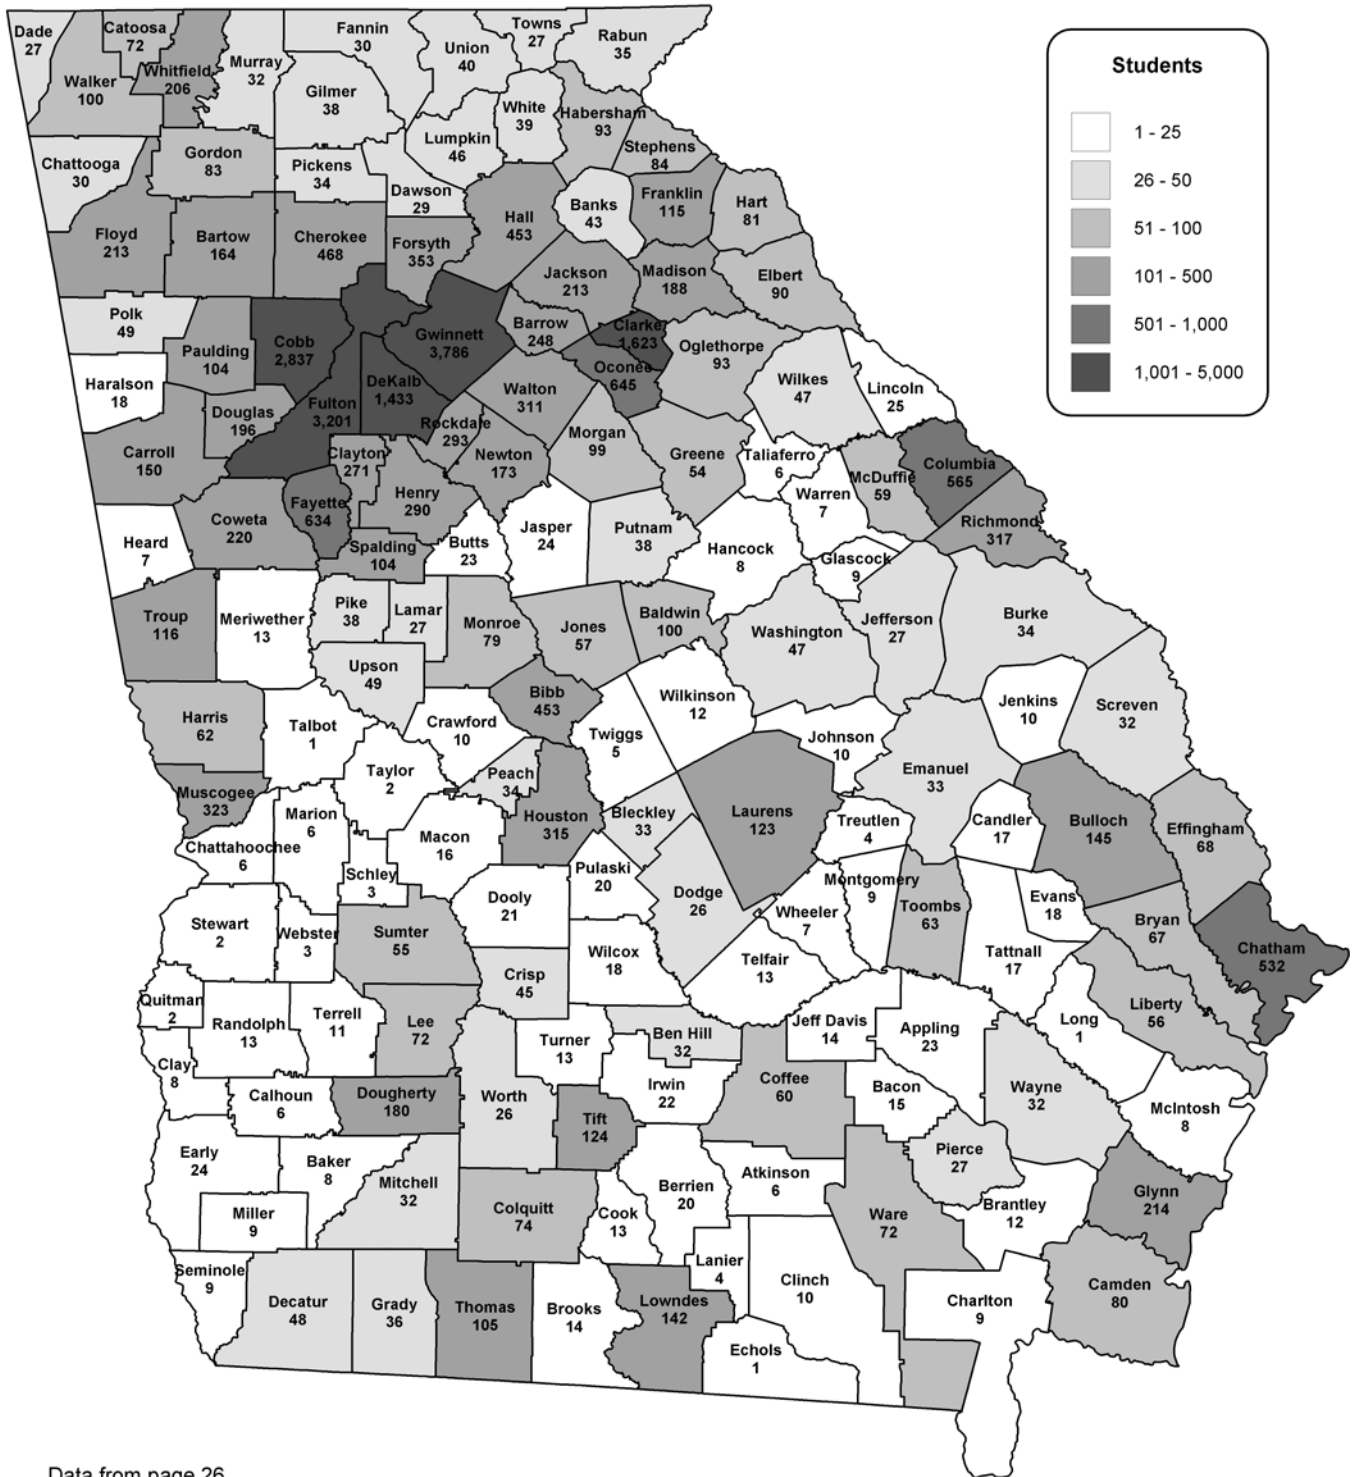 Dade
27
Catoosa
72
Whitfield
206
Walker
100
Murray
32
Fannin
30
Gilmer
38
Union
40
Towns
27
Rabun
35
White
39
Habersham
93
Lumpkin
46
Stephens
84
Chattooga
30
Gordon
83
Pickens
34
Dawson
29
Hall
453
Banks
43
Franklin
115
Hart
81
Floyd
213
Bartow
164
Cherokee
468
Forsyth
353
Jackson
213
Madison
188
Elbert
90
Polk
49
Paulding
104
Cobb
2,837
Gwinnett
3,786
Barrow
248
Clarke
1,623
Oconee
645
Oglethorpe
93
Wilkes
47
Lincoln
25
Haralson
18
Douglas
196
Fulton
3,201
DeKalb
1,433
Rockdale
293
Walton
311
Morgan
99
Greene
54
Taliaferro
6
Carroll
150
Clayton
271
Newton
173
Henry
290
Fayette
634
Coweta
220
Warren
7
McDuffie
59
Columbia
565
Richmond
317
Heard
7
Spalding
104
Butts
23
Jasper
24
Putnam
38
Hancock
8
Glascock
9
Troup
116
Meriwether
13
Pike
38
Lamar
27
Monroe
79
Jones
57
Baldwin
100
Washington
47
Jefferson
27
Burke
34
Upson
49
Bibb
453
Wilkinson
12
Jenkins
10
Screven
32
Harris
62
Talbot
1
Crawford
10
Twiggs
5
Johnson
10
Emanuel
33
Taylor
2
Peach
34
Muscogee
323
Marion
6
Macon
16
Houston
315
Bleckley
33
Laurens
123
Treutlen
4
Candler
17
Bulloch
145
Effingham
68
Chattahoochee
6
Schley
3
Pulaski
20
Dodge
26
Dooly
21
Montgomery
9
Toombs
63
Evans
18
Wheeler
7
Stewart
2
Webster
3
Sumter
55
Wilcox
18
Telfair
13
Tattnall
17
Bryan
67
Chatham
532
Crisp
45
Quitman
2
Randolph
13
Terrell
11
Lee
72
Turner
13
Ben Hill
32
Jeff Davis
14
Appling
23
Long
1
Liberty
56
Clay
8
Calhoun
6
Dougherty
180
Worth
26
Irwin
22
Coffee
60
Bacon
15
Wayne
32
McIntosh
8
Tift
124
Early
24
Baker
8
Mitchell
32
Berrien
20
Atkinson
6
Pierce
27
Miller
9
Colquitt
74
Cook
13
Ware
72
Brantley
12
Glynn
214
Seminole
9
Decatur
48
Grady
36
Thomas
105
Brooks
14
Lowndes
142
Lanier
4
Clinch
10
Charlton
9
Camden
80
Echols
1
Students
1 - 25
26 - 50
51 - 100
101 - 500
501 - 1,000
1,001 - 5,000
Data from page 26